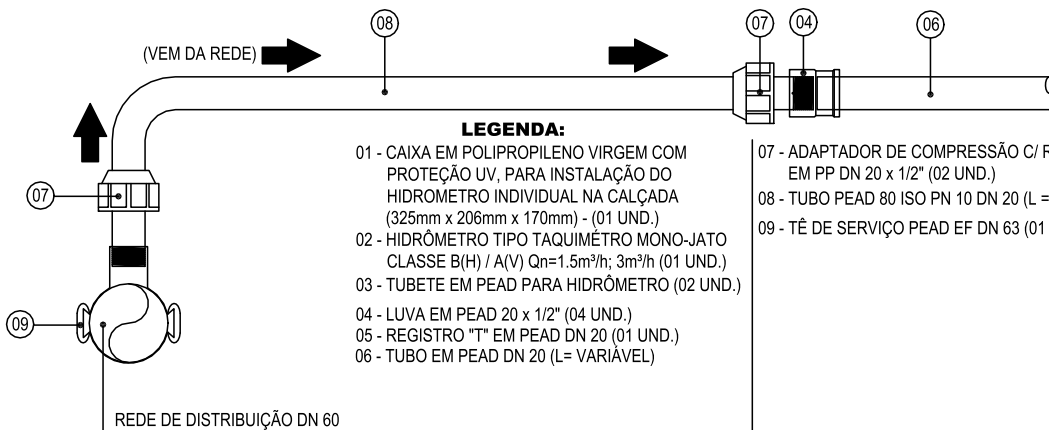 08
07
04
06
(VEM DA REDE)
LEGENDA:
01 - CAIXA EM POLIPROPILENO VIRGEM COM
PROTEÇÃO UV, PARA INSTALAÇÃO DO
HIDROMETRO INDIVIDUAL NA CALÇADA
(325mm x 206mm x 170mm) - (01 UND.)
02 - HIDRÔMETRO TIPO TAQUIMÉTRO MONO-JATO
CLASSE B(H) / A(V) Qn=1.5m³/h; 3m³/h (01 UND.)
03 - TUBETE EM PEAD PARA HIDRÔMETRO (02 UND.)
04 - LUVA EM PEAD 20 x 1/2" (04 UND.)
05 - REGISTRO "T" EM PEAD DN 20 (01 UND.)
06 - TUBO EM PEAD DN 20 (L= VARIÁVEL)
07 - ADAPTADOR DE COMPRESSÃO C/ R
EM PP DN 20 x 1/2" (02 UND.)
08 - TUBO PEAD 80 ISO PN 10 DN 20 (L =
09 - TÊ DE SERVIÇO PEAD EF DN 63 (01
07
09
REDE DE DISTRIBUIÇÃO DN 60